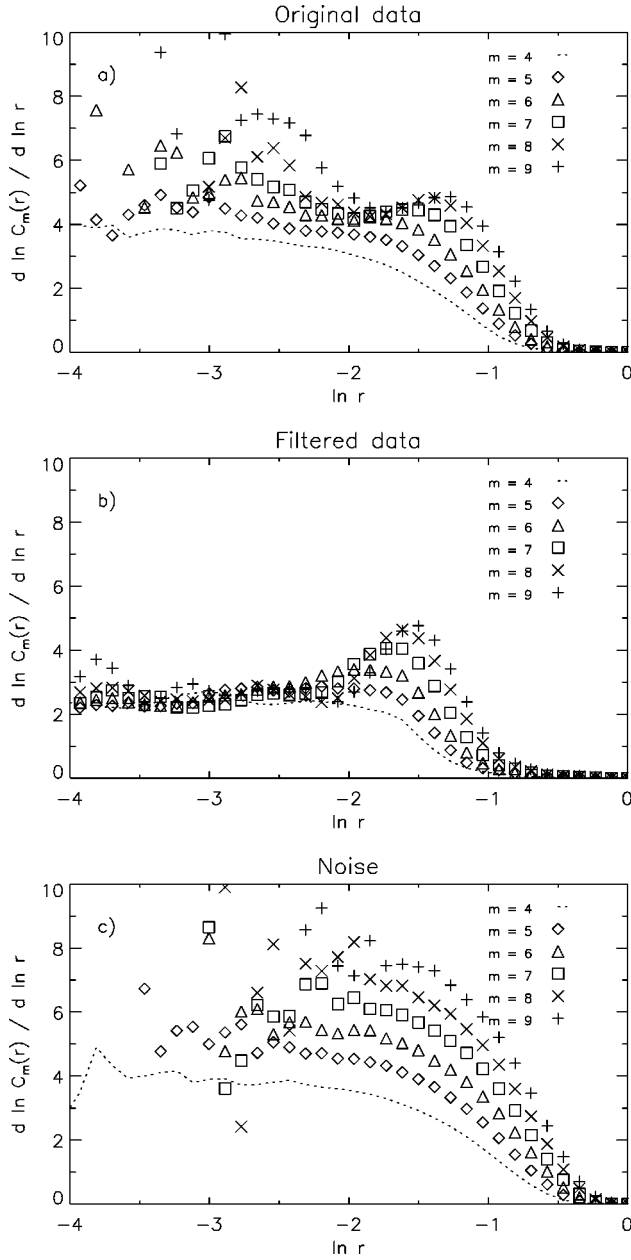 Original data
a)
m = 4
m = 5
m = 6
m = 7
m = 8
m = 9
d ln C_m(r) / d ln r
10
8
6
4
2
0
-4 -3 -2 -1 0
ln r
Filtered data
b)
m = 4
m = 5
m = 6
m = 7
m = 8
m = 9
d ln C_m(r) / d ln r
10
8
6
4
2
0
-4 -3 -2 -1 0
ln r
Noise
c)
m = 4
m = 5
m = 6
m = 7
m = 8
m = 9
d ln C_m(r) / d ln r
10
8
6
4
2
0
-4 -3 -2 -1 0
ln r